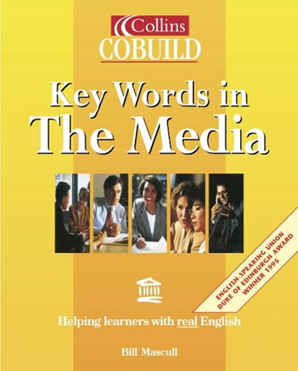 Collins
COBUILD
Key Words in
The Media
ENGLISH SPEAKING UNION
DUKE OF EDINBURGH AWARD
WINNER 1995
Helping learners with real English
Bill Mascull